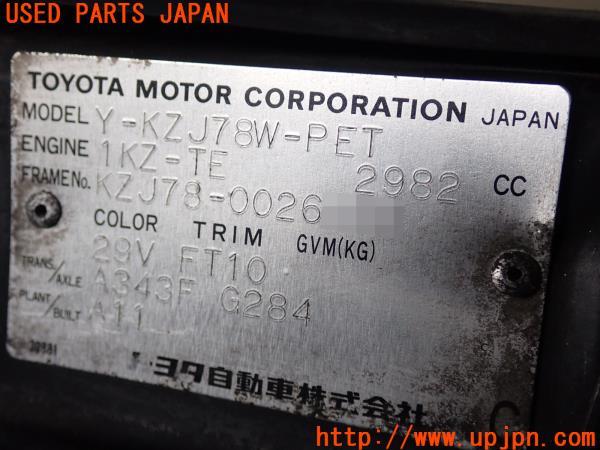 USED PARTS JAPAN
TOYOTA MOTOR CORPORATION JAPAN
MODEL Y-KZJ78W-PET
ENGINE 1KZ-TE 2982 CC
FRAME No. KZJ78-0026
COLOR TRIM GVM(KG)
29V FT10
TRANS/AXLE A343F G284
PLANT/BUILT A11
トヨタ自動車株式会社 C
http://www.upjpn.com